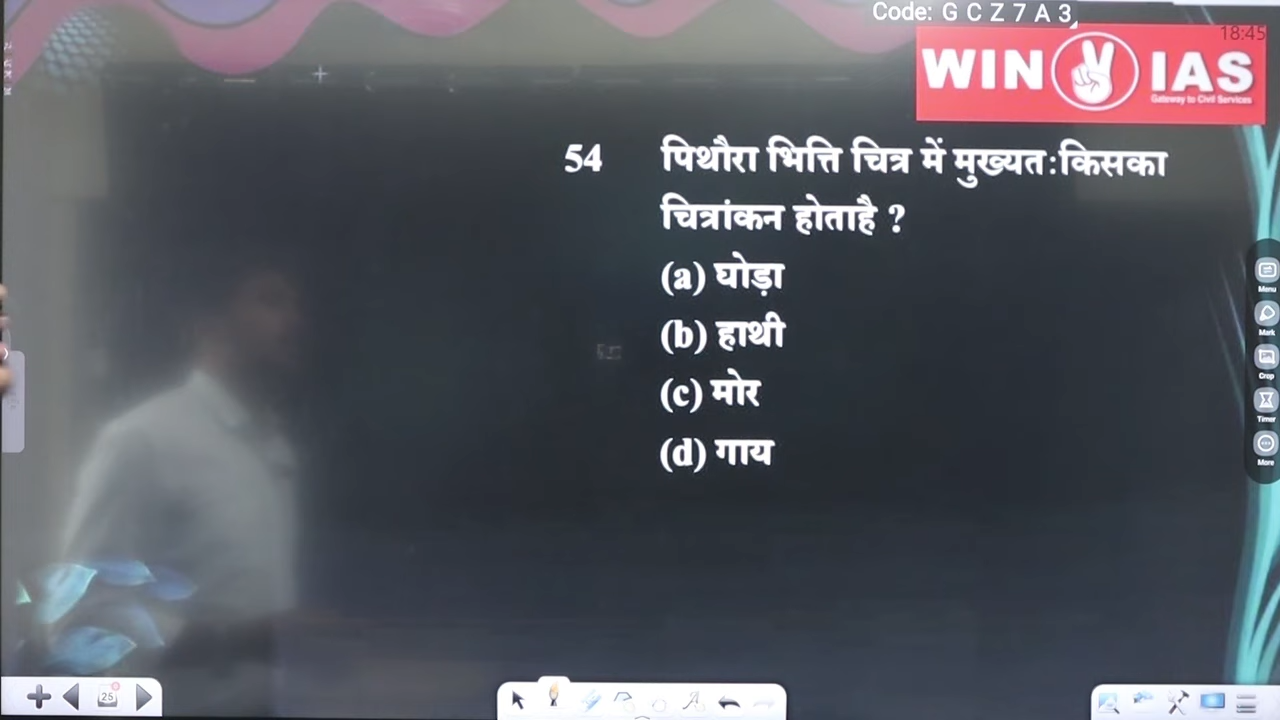 Code: G C Z 7 A 3
18:45
WIN IAS
Gateway to Civil Services
54 पिथौरा भित्ति चित्र में मुख्यत:किसका
चित्रांकन होताहै ?
(a) घोड़ा
(b) हाथी
(c) मोर
(d) गाय
Menu
Mark
Crop
Timer
More
25